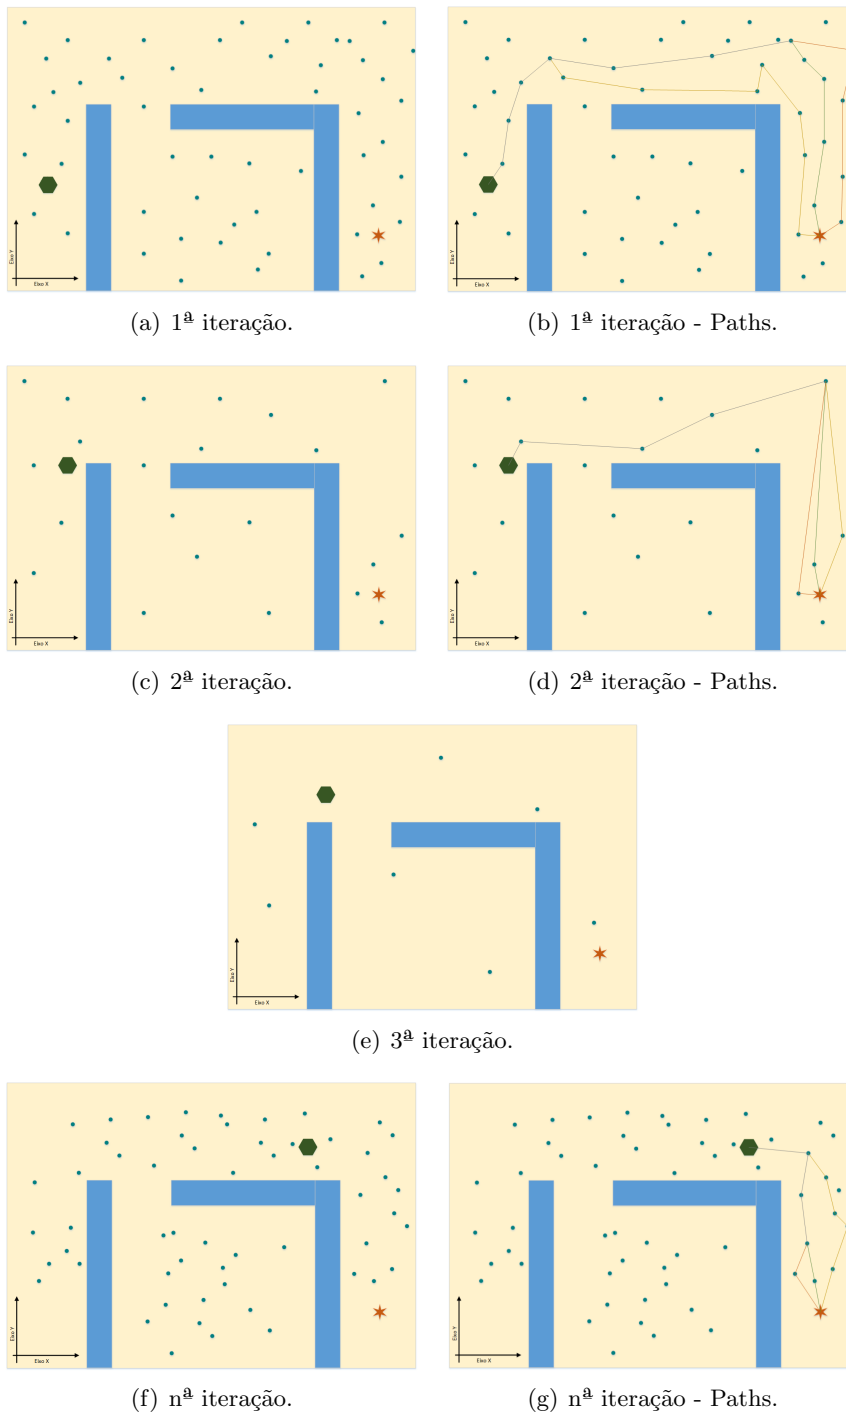 Eixo Y
Eixo X
(a) 1ª iteração.
(b) 1ª iteração - Paths.
Eixo Y
Eixo X
Eixo Y
Eixo X
(c) 2ª iteração.
(d) 2ª iteração - Paths.
Eixo Y
Eixo X
Eixo Y
Eixo X
(e) 3ª iteração.
Eixo Y
Eixo X
(f) nª iteração.
(g) nª iteração - Paths.
Eixo Y
Eixo X